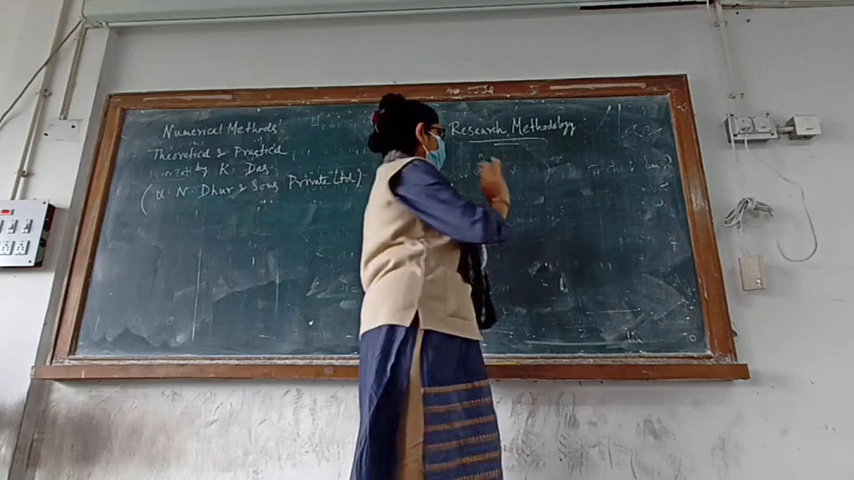 Numerical Methods
Theoretical & Practical
by K. Das
(U. N. Dhur & Sons Private Ltd.)
Research Methodology